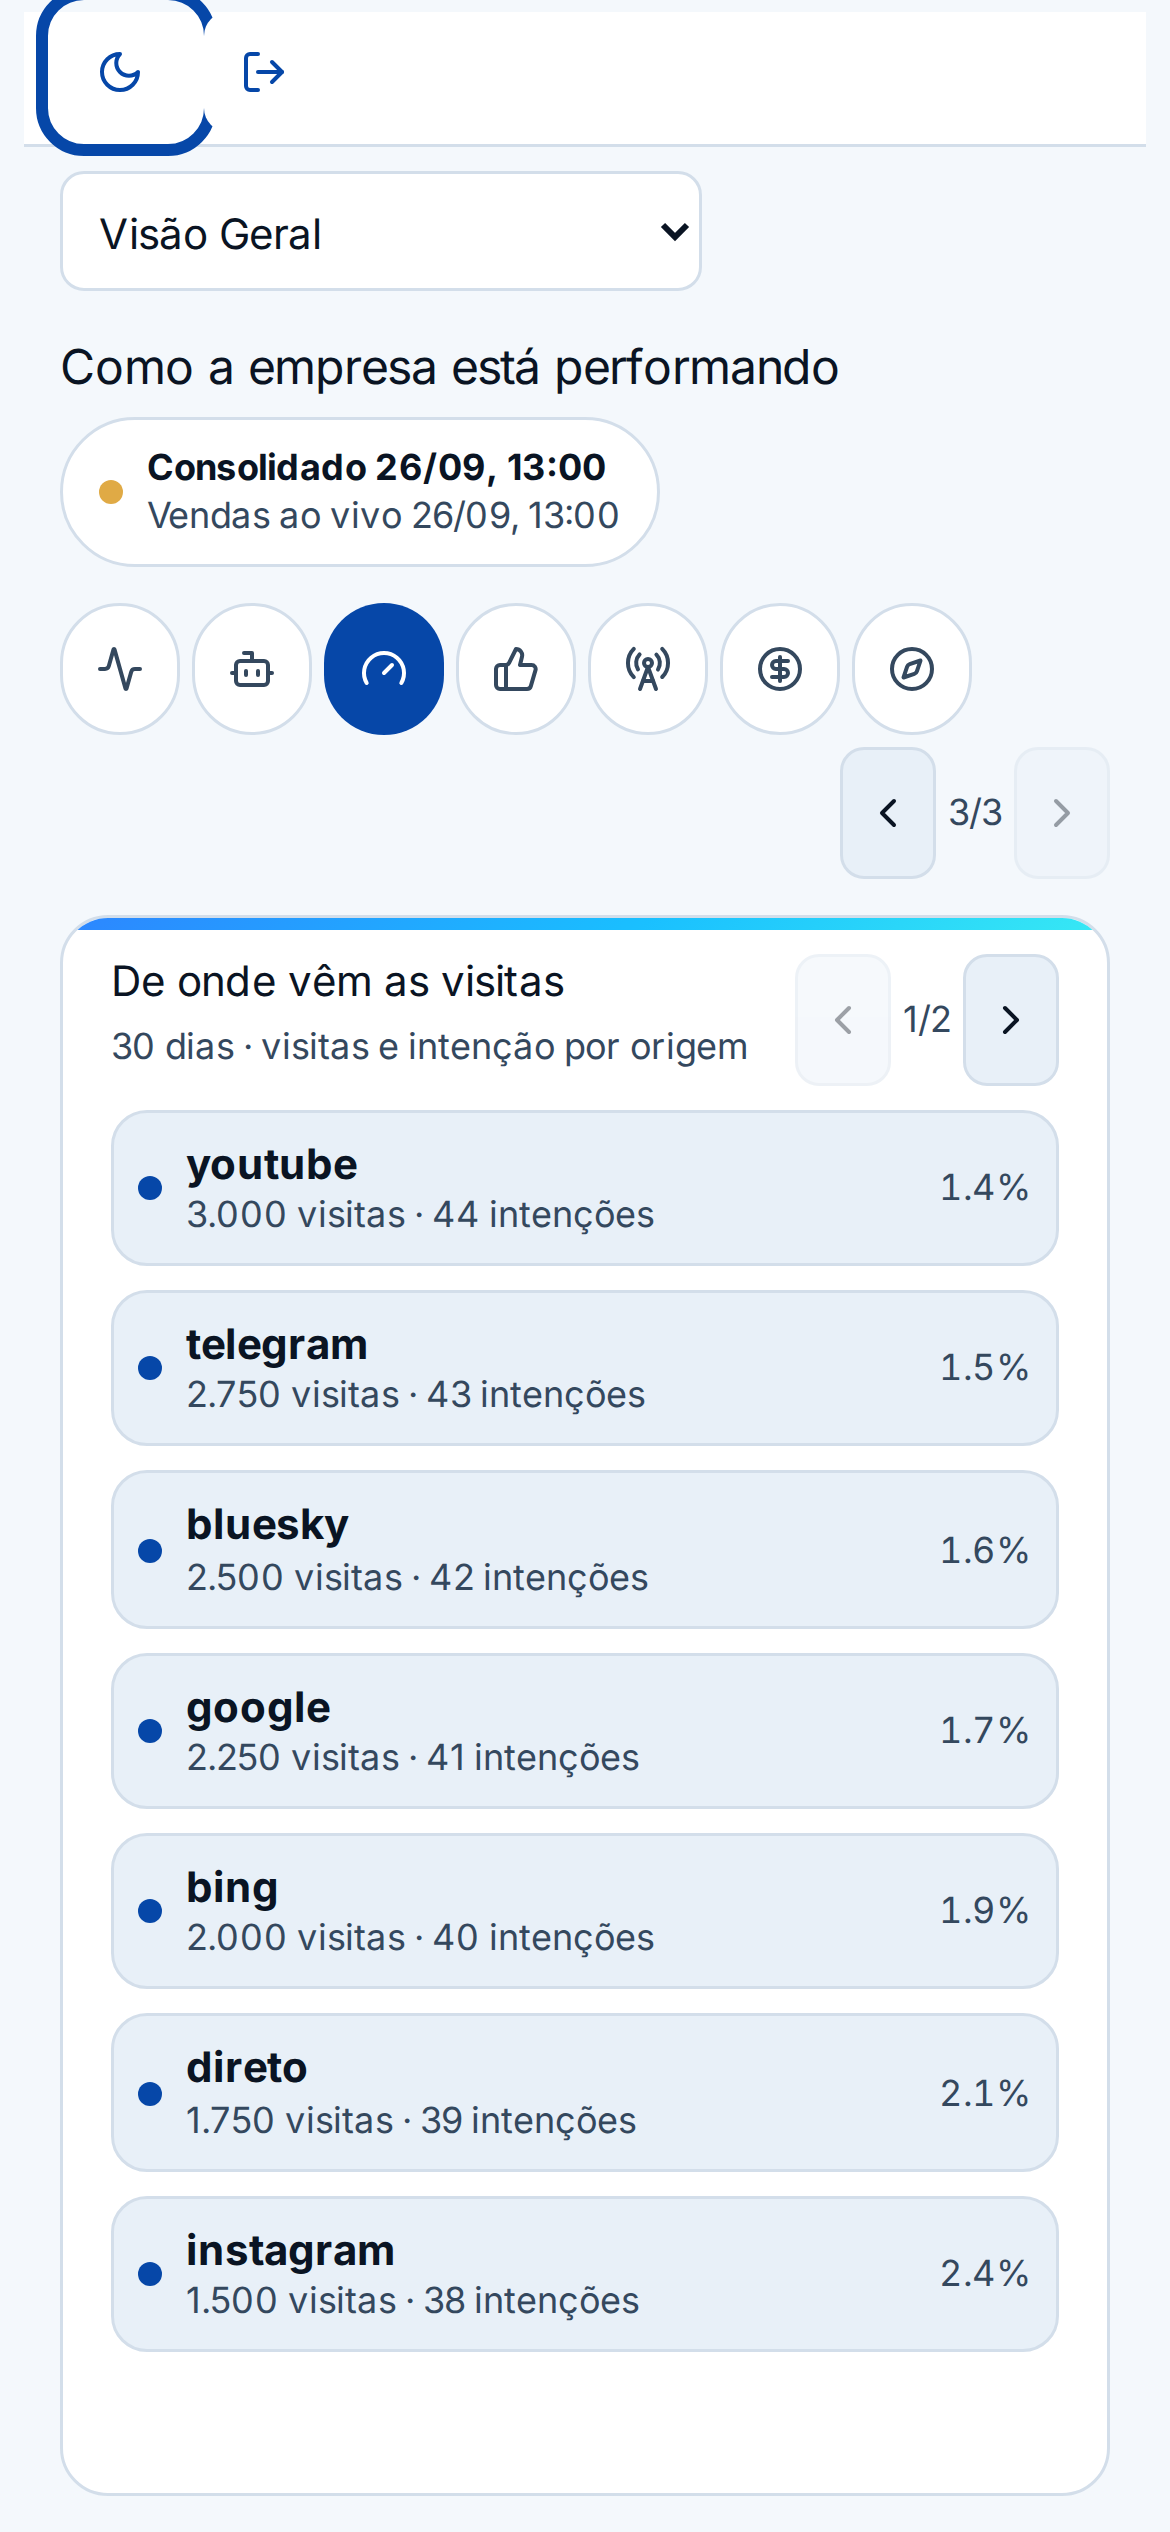 Visão Geral
Como a empresa está performando
Consolidado 26/09, 13:00
Vendas ao vivo 26/09, 13:00
3/3
De onde vêm as visitas
30 dias · visitas e intenção por origem
1/2
youtube
3.000 visitas · 44 intenções
1.4%
telegram
2.750 visitas · 43 intenções
1.5%
bluesky
2.500 visitas · 42 intenções
1.6%
google
2.250 visitas · 41 intenções
1.7%
bing
2.000 visitas · 40 intenções
1.9%
direto
1.750 visitas · 39 intenções
2.1%
instagram
1.500 visitas · 38 intenções
2.4%